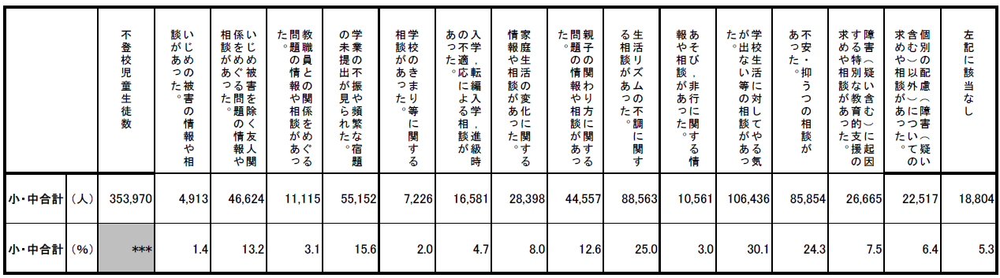 不登校児童生徒数
いじめの被害の情報や相
談があった。
いじめ被害を除く友人関
係をめぐる問題の情報や
相談があった。
教職員との関係をめぐる
問題の情報や相談があっ
た。
学業の不振や頻繁な宿題
の未提出が見られた。
学校のきまり等に関する
相談があった。
入学，転編入学，進級時
の不適応による相談が
あった。
家庭生活の変化に関する
情報や相談があった。
親子の関わり方に関する
問題の情報や相談があっ
た。
生活リズムの不調に関す
る相談があった。
あそび，非行に関する情
報や相談があった。
学校生活に対してやる気
が出ない等の相談があっ
た。
不安・抑うつの相談が
あった。
障害（疑い含む）に起因
する特別な教育的支援の
求めや相談があった。
個別の配慮（障害（疑い
含む）以外）についての
求めや相談があった。
左記に該当なし
小・中合計 （人） 353,970 4,913 46,624 11,115 55,152 7,226 16,581 28,398 44,557 88,563 10,561 106,436 85,854 26,665 22,517 18,804
小・中合計 （％） *** 1.4 13.2 3.1 15.6 2.0 4.7 8.0 12.6 25.0 3.0 30.1 24.3 7.5 6.4 5.3